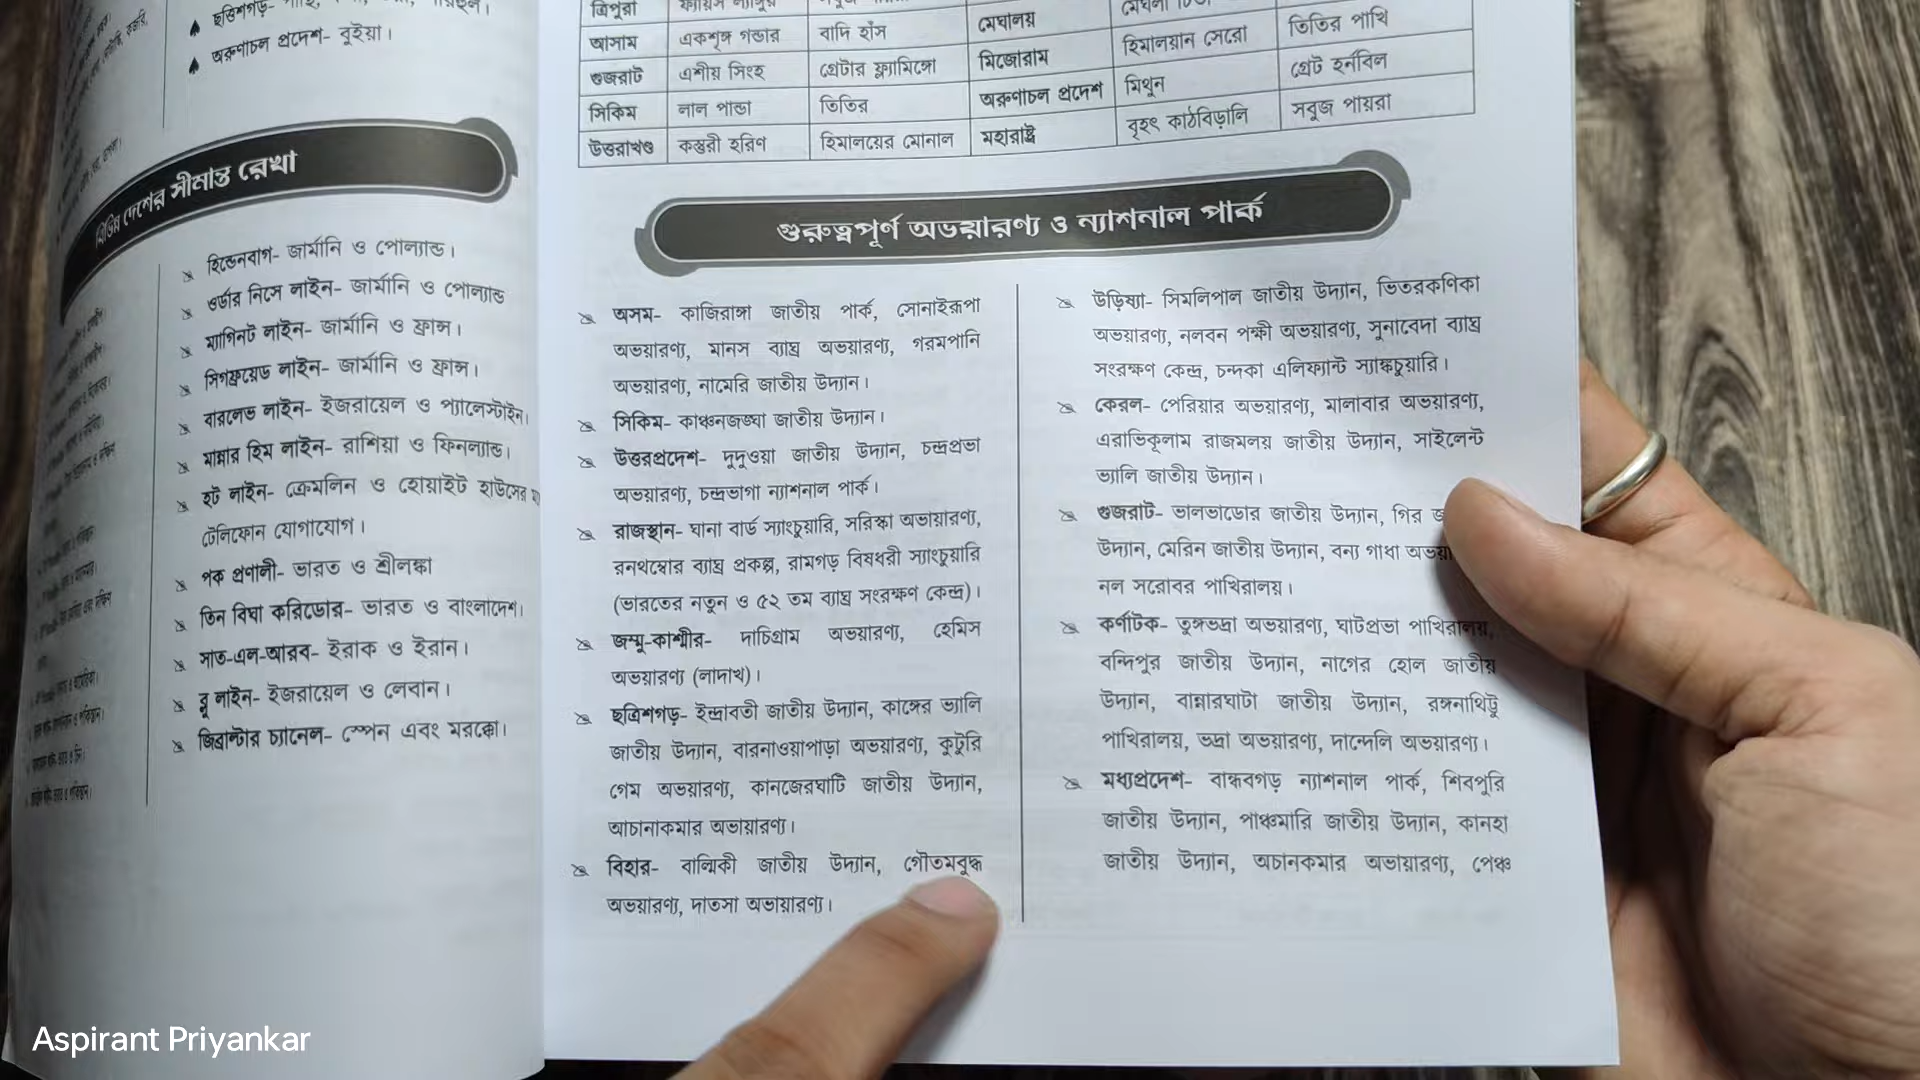 ছত্তিশগড়-
অরুণাচল প্রদেশ- বুইয়া।
বিভিন্ন দেশের সীমান্ত রেখা
হিন্ডেনবার্গ- জার্মানি ও পোল্যান্ড।
ওর্ডার নিসে লাইন- জার্মানি ও পোল্যান্ড
ম্যাগিনট লাইন- জার্মানি ও ফ্রান্স।
সিগফ্রয়েড লাইন- জার্মানি ও ফ্রান্স।
বারলেভ লাইন- ইজরায়েল ও প্যালেস্টাইন।
মান্নার হিম লাইন- রাশিয়া ও ফিনল্যান্ড।
হট লাইন- ক্রেমলিন ও হোয়াইট হাউসের
টেলিফোন যোগাযোগ।
পক প্রণালী- ভারত ও শ্রীলঙ্কা
তিন বিঘা করিডোর- ভারত ও বাংলাদেশ।
সাত-এল-আরব- ইরাক ও ইরান।
ব্লু লাইন- ইজরায়েল ও লেবান।
জিব্রাল্টার চ্যানেল- স্পেন এবং মরক্কো।
ত্রিপুরা
আসাম একশৃঙ্গ গন্ডার বাদি হাঁস মেঘালয়
গুজরাট এশীয় সিংহ গ্রেটার ফ্ল্যামিঙ্গো মিজোরাম হিমালয়ান সেরো তিতির পাখি
সিকিম লাল পান্ডা তিতির অরুণাচল প্রদেশ মিথুন গ্রেট হর্নবিল
উত্তরাখণ্ড কস্তুরী হরিণ হিমালয়ের মোনাল মহারাষ্ট্র বৃহৎ কাঠবিড়ালি সবুজ পায়রা
গুরুত্বপূর্ণ অভয়ারণ্য ও ন্যাশনাল পার্ক
অসম- কাজিরাঙ্গা জাতীয় পার্ক, সোনাইরূপা
অভয়ারণ্য, মানস ব্যাঘ্র অভয়ারণ্য, গরমপানি
অভয়ারণ্য, নামেরি জাতীয় উদ্যান।
সিকিম- কাঞ্চনজঙ্ঘা জাতীয় উদ্যান।
উত্তরপ্রদেশ- দুদুওয়া জাতীয় উদ্যান, চন্দ্রপ্রভা
অভয়ারণ্য, চন্দ্রভাগা ন্যাশনাল পার্ক।
রাজস্থান- ঘানা বার্ড স্যাংচুয়ারি, সরিস্কা অভায়ারণ্য,
রনথম্বোর ব্যাঘ্র প্রকল্প, রামগড় বিষধরী স্যাংচুয়ারি
(ভারতের নতুন ও ৫২ তম ব্যাঘ্র সংরক্ষণ কেন্দ্র)।
জম্মু-কাশ্মীর- দাচিগ্রাম অভয়ারণ্য, হেমিস
অভয়ারণ্য (লাদাখ)।
ছত্রিশগড়- ইন্দ্রাবতী জাতীয় উদ্যান, কাঙ্গের ভ্যালি
জাতীয় উদ্যান, বারনাওয়াপাড়া অভয়ারণ্য, কুটুরি
গেম অভয়ারণ্য, কানজেরঘাটি জাতীয় উদ্যান,
আচানাকমার অভায়ারণ্য।
বিহার- বাল্মিকী জাতীয় উদ্যান, গৌতমবুদ্ধ
অভয়ারণ্য, দাতসা অভায়ারণ্য।
উড়িষ্যা- সিমলিপাল জাতীয় উদ্যান, ভিতরকণিকা
অভয়ারণ্য, নলবন পক্ষী অভয়ারণ্য, সুনাবেদা ব্যাঘ্র
সংরক্ষণ কেন্দ্র, চন্দকা এলিফ্যান্ট স্যাঙ্কচুয়ারি।
কেরল- পেরিয়ার অভয়ারণ্য, মালাবার অভয়ারণ্য,
এরাভিকুলাম রাজমলয় জাতীয় উদ্যান, সাইলেন্ট
ভ্যালি জাতীয় উদ্যান।
গুজরাট- ভালভাডোর জাতীয় উদ্যান, গির
উদ্যান, মেরিন জাতীয় উদ্যান, বন্য গাধা
নল সরোবর পাখিরালয়।
কর্ণাটক- তুঙ্গভদ্রা অভয়ারণ্য, ঘাটপ্রভা পাখিরালয়,
বন্দিপুর জাতীয় উদ্যান, নাগের হোল জাতীয়
উদ্যান, বান্নারঘাটা জাতীয় উদ্যান, রঙ্গনাথিট্টু
পাখিরালয়, ভদ্রা অভয়ারণ্য, দান্দেলি অভয়ারণ্য।
মধ্যপ্রদেশ- বান্ধবগড় ন্যাশনাল পার্ক, শিবপুরি
জাতীয় উদ্যান, পাঞ্চমারি জাতীয় উদ্যান, কানহা
জাতীয় উদ্যান, অচানকমার অভায়ারণ্য, পেঞ্চ
Aspirant Priyankar